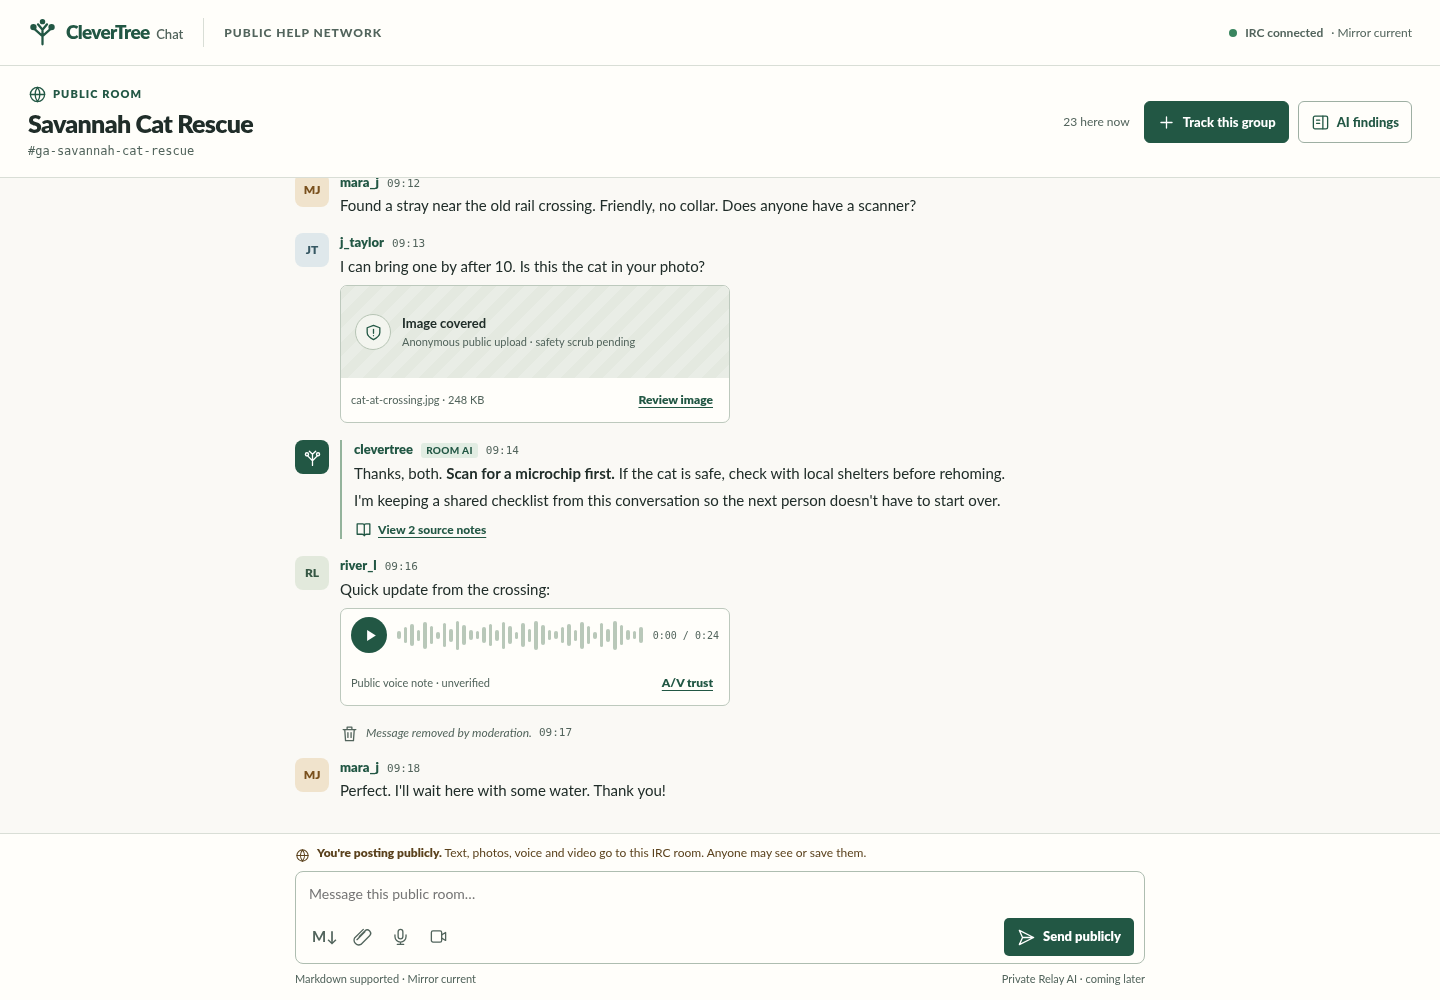 CleverTree Chat
PUBLIC HELP NETWORK
IRC connected · Mirror current
PUBLIC ROOM
Savannah Cat Rescue
#ga-savannah-cat-rescue
23 here now
Track this group
AI findings
MJ
mara_j 09:12
Found a stray near the old rail crossing. Friendly, no collar. Does anyone have a scanner?
JT
j_taylor 09:13
I can bring one by after 10. Is this the cat in your photo?
Image covered
Anonymous public upload · safety scrub pending
cat-at-crossing.jpg · 248 KB
Review image
clevertree ROOM AI 09:14
Thanks, both. Scan for a microchip first. If the cat is safe, check with local shelters before rehoming.
I'm keeping a shared checklist from this conversation so the next person doesn't have to start over.
View 2 source notes
RL
river_l 09:16
Quick update from the crossing:
0:00 / 0:24
Public voice note · unverified
A/V trust
Message removed by moderation. 09:17
MJ
mara_j 09:18
Perfect. I'll wait here with some water. Thank you!
You're posting publicly. Text, photos, voice and video go to this IRC room. Anyone may see or save them.
Message this public room...
M↓
Send publicly
Markdown supported · Mirror current
Private Relay AI · coming later